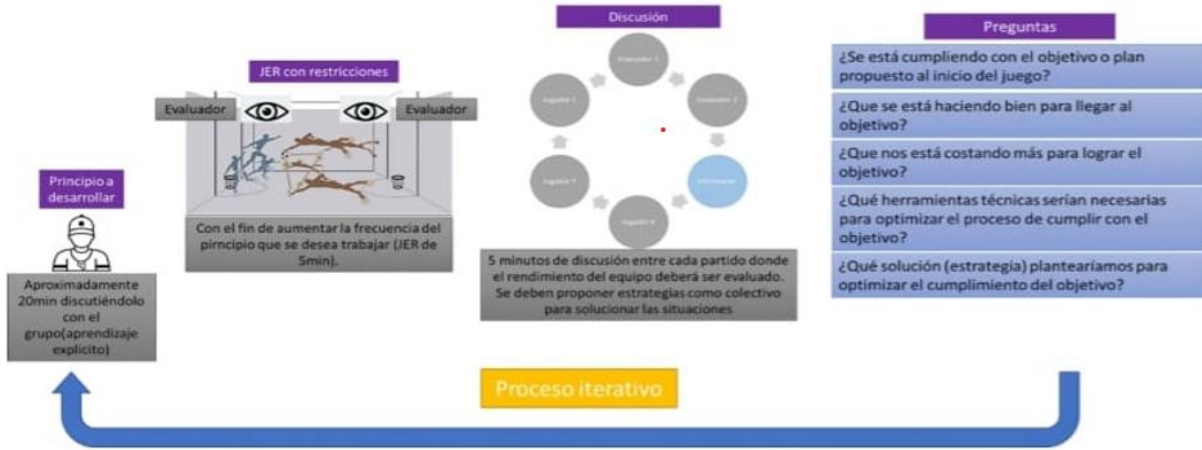 Principio a
desarrollar
Aproximadamente
20min discutiéndolo
con el
grupo(aprendizaje
explicito)
JER con restricciones
Evaluador
Evaluador
Con el fin de aumentar la frecuencia del
pirncipio que se desea trabajar (JER de
5min).
Discusión
Evaluador 1
Evaluador 2
Entrenador
5 minutos de discusión entre cada partido donde
el rendimiento del equipo deberá ser evaluado.
Se deben proponer estrategias como colectivo
para solucionar las situaciones
Preguntas
¿Se está cumpliendo con el objetivo o plan
propuesto al inicio del juego?
¿Que se está haciendo bien para llegar al
objetivo?
¿Que nos está costando más para lograr el
objetivo?
¿Qué herramientas técnicas serían necesarias
para optimizar el proceso de cumplir con el
objetivo?
¿Qué solución (estrategia) plantearíamos para
optimizar el cumplimiento del objetivo?
Proceso iterativo